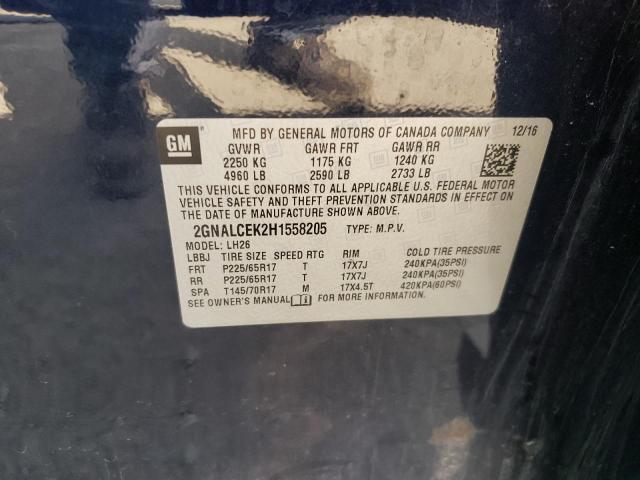 GM
MFD BY GENERAL MOTORS OF CANADA COMPANY 12/16
GVWR GAWR FRT GAWR RR
2250 KG 1175 KG 1240 KG
4960 LB 2590 LB 2733 LB
THIS VEHICLE CONFORMS TO ALL APPLICABLE U.S. FEDERAL MOTOR
VEHICLE SAFETY AND THEFT PREVENTION STANDARDS IN EFFECT ON
THE DATE OF MANUFACTURE SHOWN ABOVE.
2GNALCEK2H1558205 TYPE: M.P.V.
MODEL: LH26
LBBJ TIRE SIZE SPEED RTG RIM COLD TIRE PRESSURE
FRT P225/65R17 T 17X7J 240KPA(35PSI)
RR P225/65R17 T 17X7J 240KPA(35PSI)
SPA T145/70R17 M 17X4.5T 420KPA(60PSI)
SEE OWNER'S MANUAL FOR ADDITIONAL INFORMATION